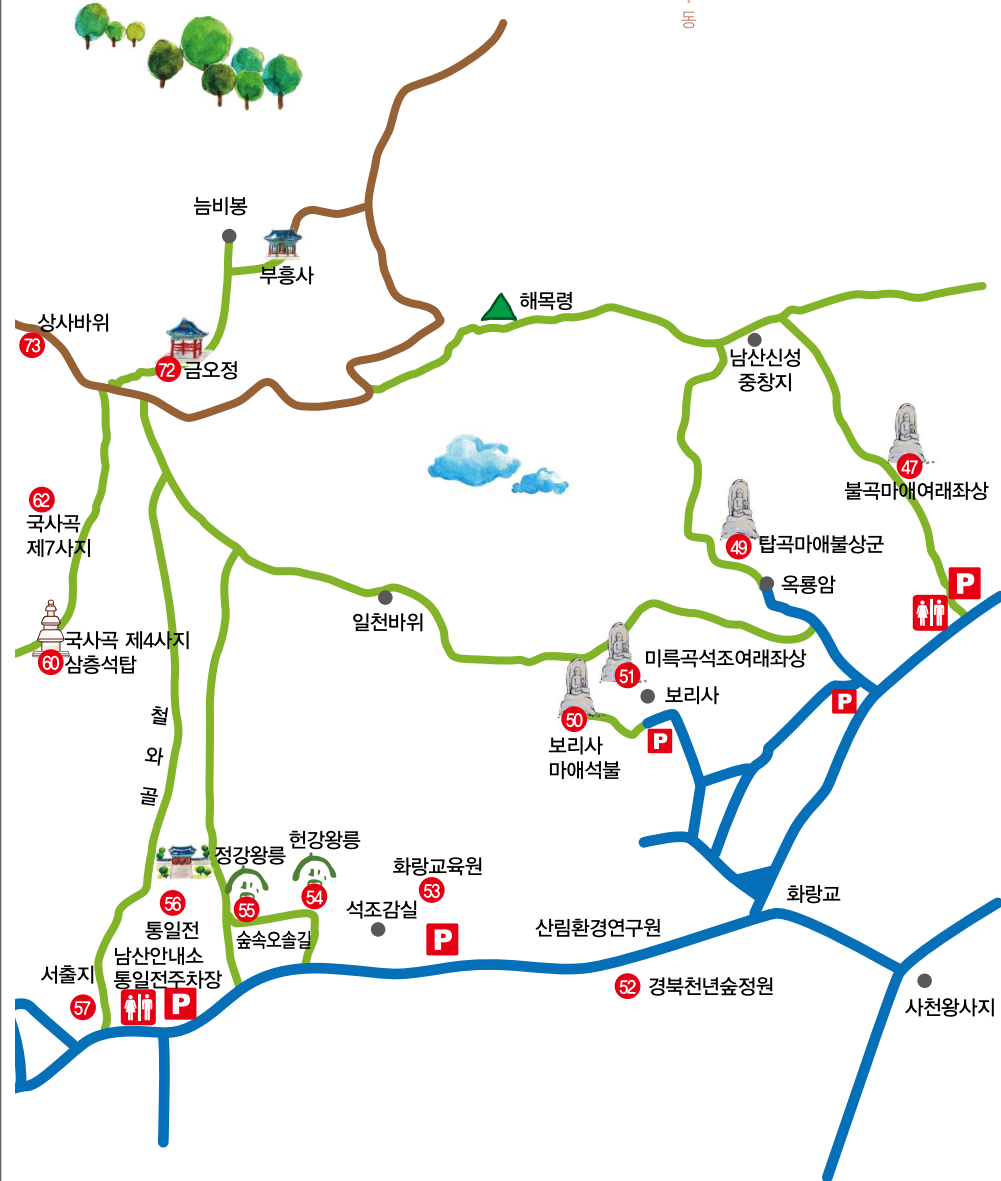 동
늠비봉
부흥사
해목령
상사바위
73
72 금오정
남산신성
중창지
47
불곡마애여래좌상
62
국사곡
제7사지
49 탑곡마애불상군
P
옥룡암
일천바위
국사곡 제4사지
60 삼층석탑
미륵곡석조여래좌상
51
보리사
P
50
P
보리사
마애석불
철
와
골
헌강왕릉
정강왕릉
화랑교육원
53
54
55
56
석조감실
화랑교
통일전
숲속오솔길
P
산림환경연구원
남산안내소
통일전주차장
서출지
57
P
52 경북천년숲정원
사천왕사지